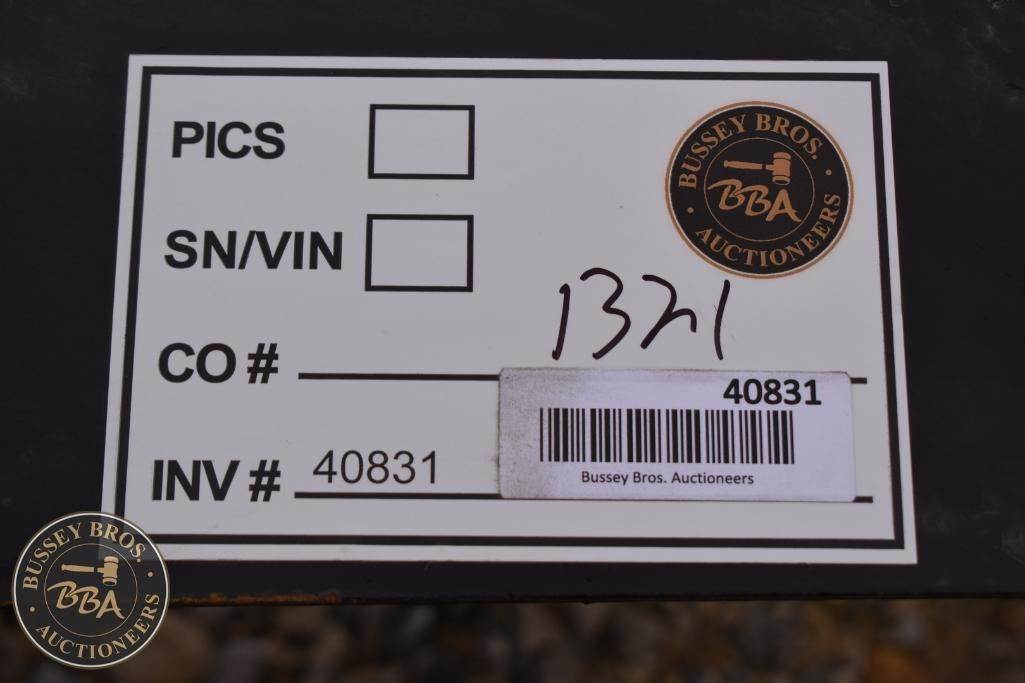 PICS
BUSSEY BROS.
BBA
AUCTIONEERS
SN/VIN
1321
CO #
40831
INV # 40831
Bussey Bros. Auctioneers
BUSSEY BROS.
BBA
AUCTIONEERS